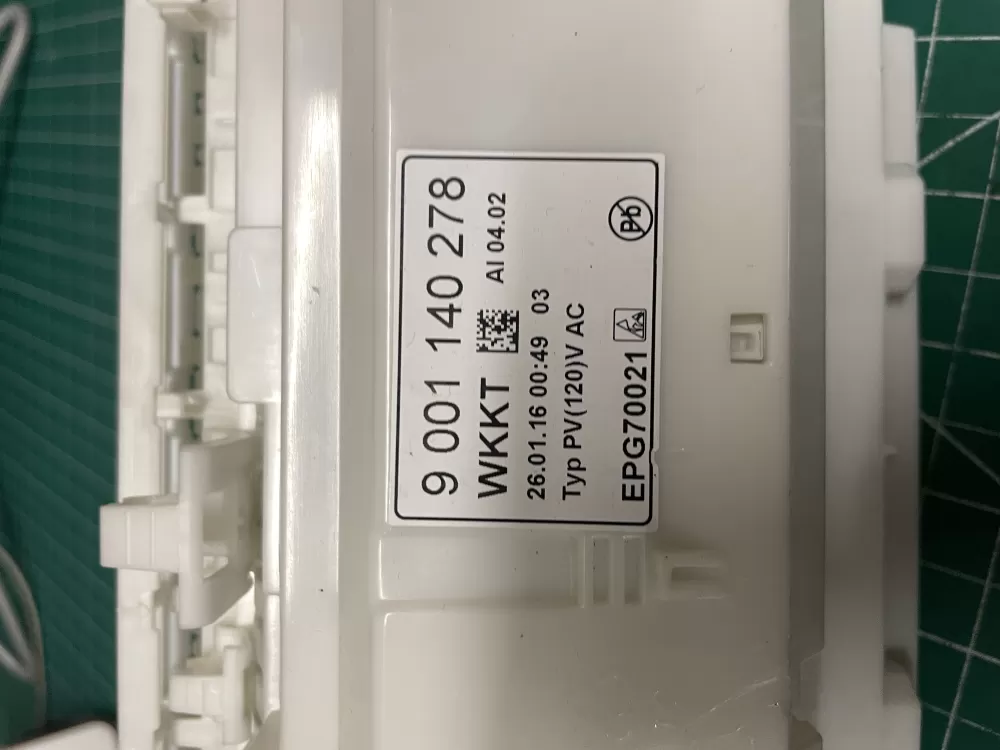 9 001 140 278
WKKT AI 04.02
26.01.16 00:49 03
Typ PV(120)V AC
EPG70021
Pb